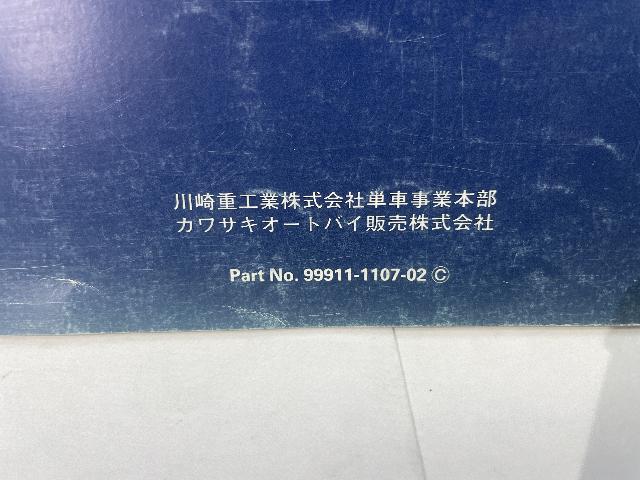 川崎重工業株式会社単車事業本部
カワサキオートバイ販売株式会社
Part No. 99911-1107-02 ©